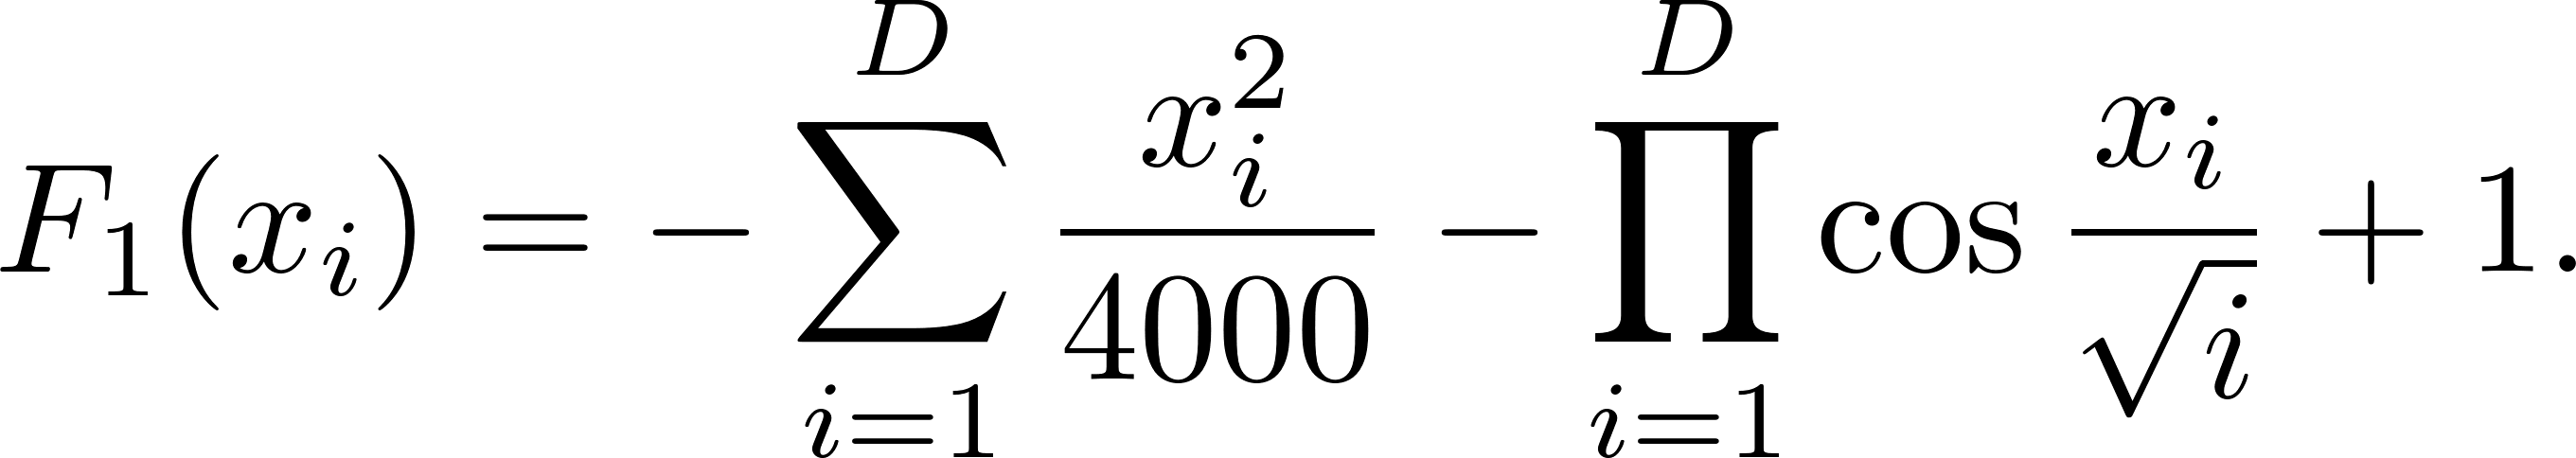 $F_1(x_i) = -\sum_{i=1}^{D} \frac{x_i^2}{4000} - \prod_{i=1}^{D} \cos \frac{x_i}{\sqrt{i}} + 1.$